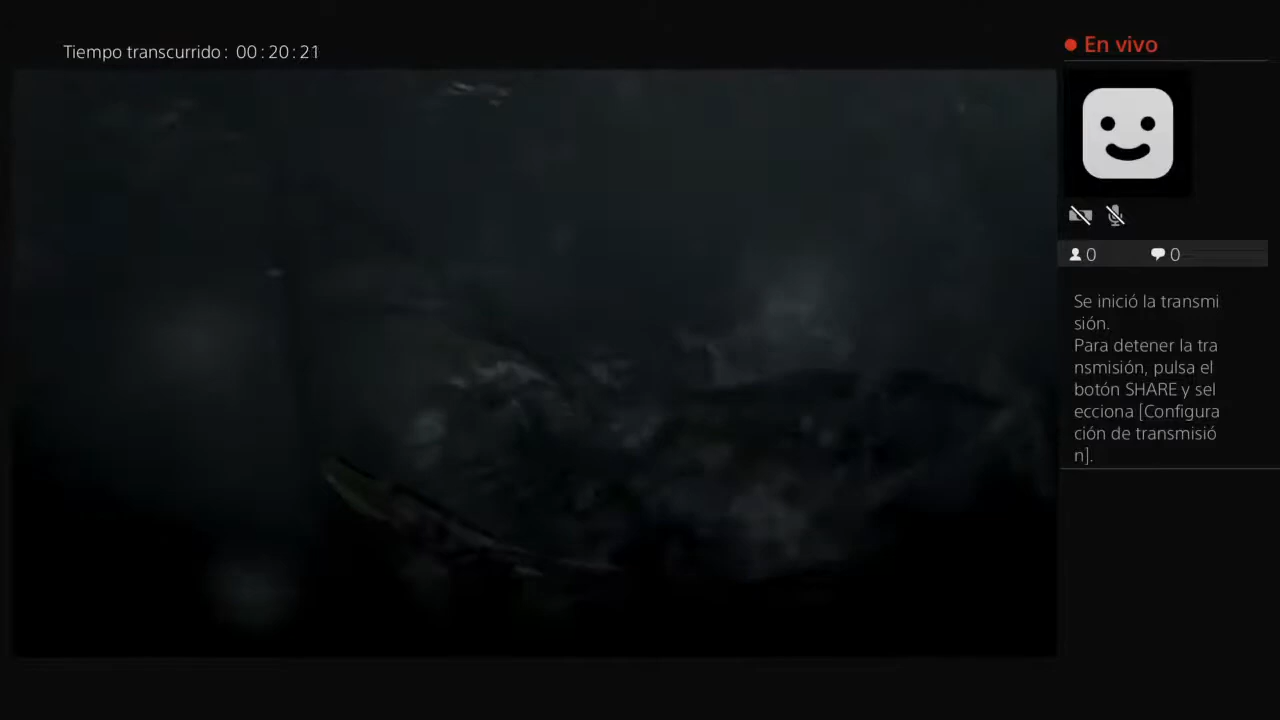 Tiempo transcurrido: 00:20:21
En vivo
0 0
Se inició la transmi
sión.
Para detener la tra
nsmisión, pulsa el
botón SHARE y sel
ecciona [Configura
ción de transmisió
n].